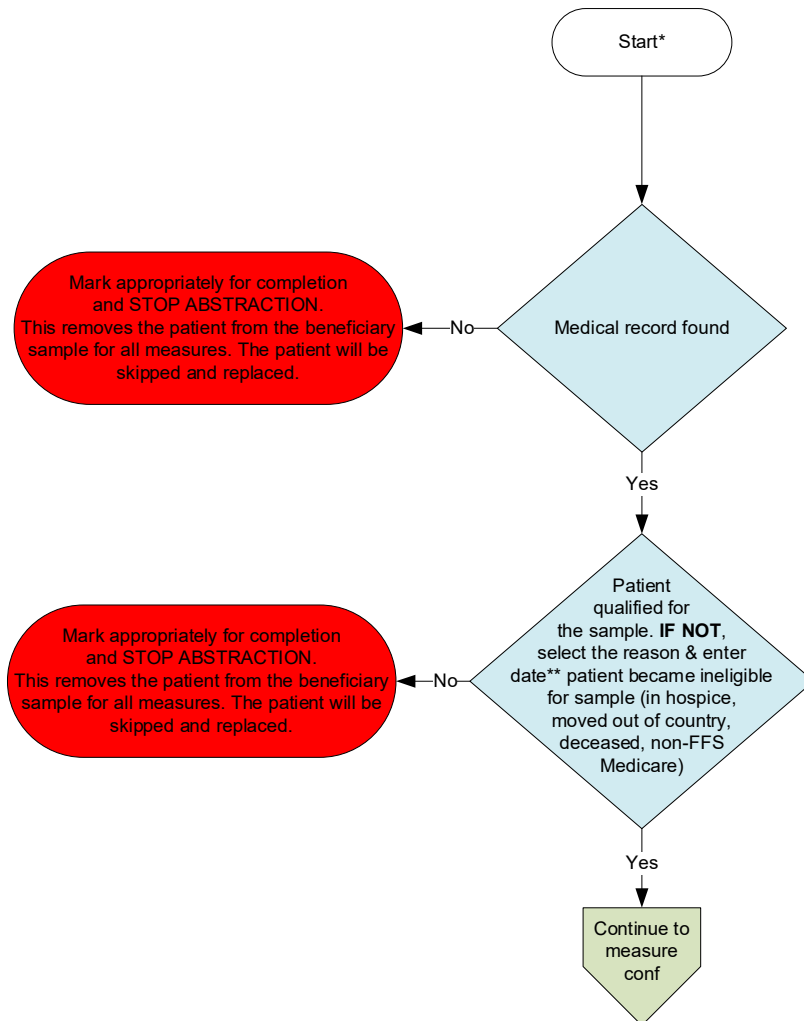 Start*
Medical record found
No
Mark appropriately for completion
and STOP ABSTRACTION.
This removes the patient from the beneficiary
sample for all measures. The patient will be
skipped and replaced.
Yes
Patient
qualified for
the sample. IF NOT,
select the reason & enter
date** patient became ineligible
for sample (in hospice,
moved out of country,
deceased, non-FFS
Medicare)
No
Mark appropriately for completion
and STOP ABSTRACTION.
This removes the patient from the beneficiary
sample for all measures. The patient will be
skipped and replaced.
Yes
Continue to
measure
conf